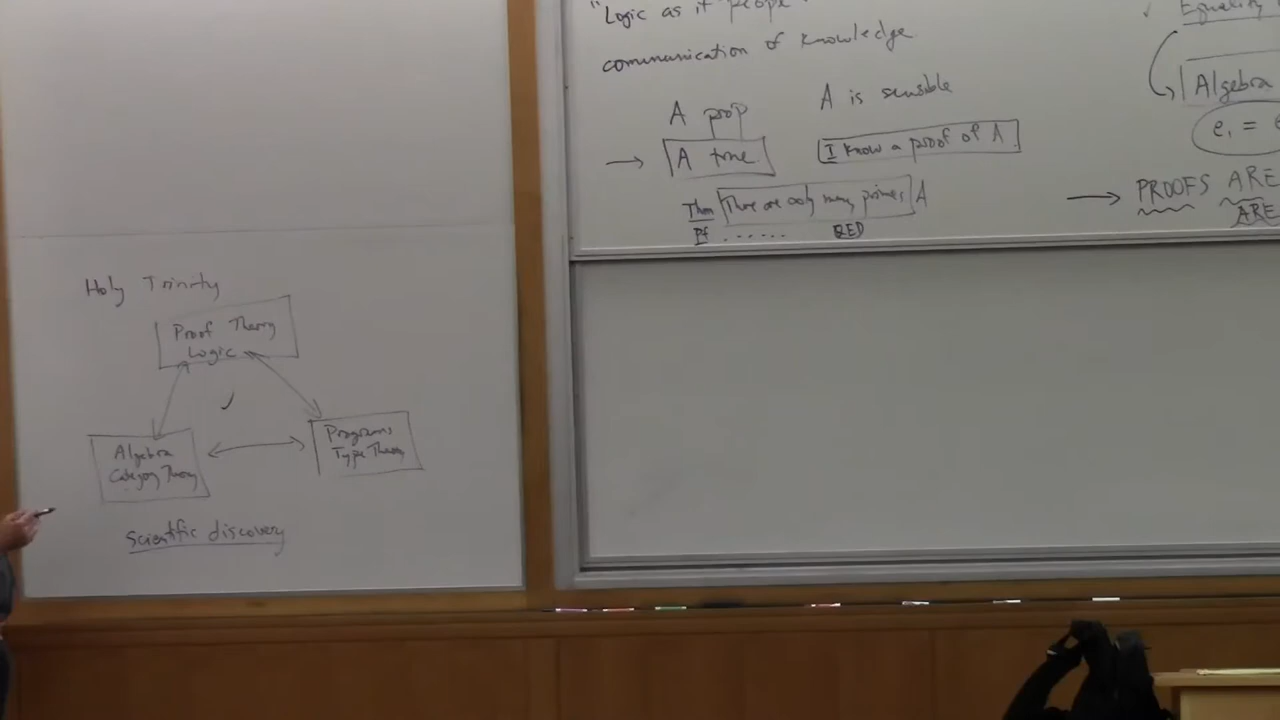 Holy Trinity
Proof Theory
Logic
Algebra
Category Theory
Programs
Type Theory
Scientific discovery
"Logic as if people
communication of knowledge
A prop
A is sensible
→ A true
I know a proof of A.
Thm There are only many primes A
Pf ...... QED
Equality
Algebra
e₁ =
→ PROOFS ARE
ARE